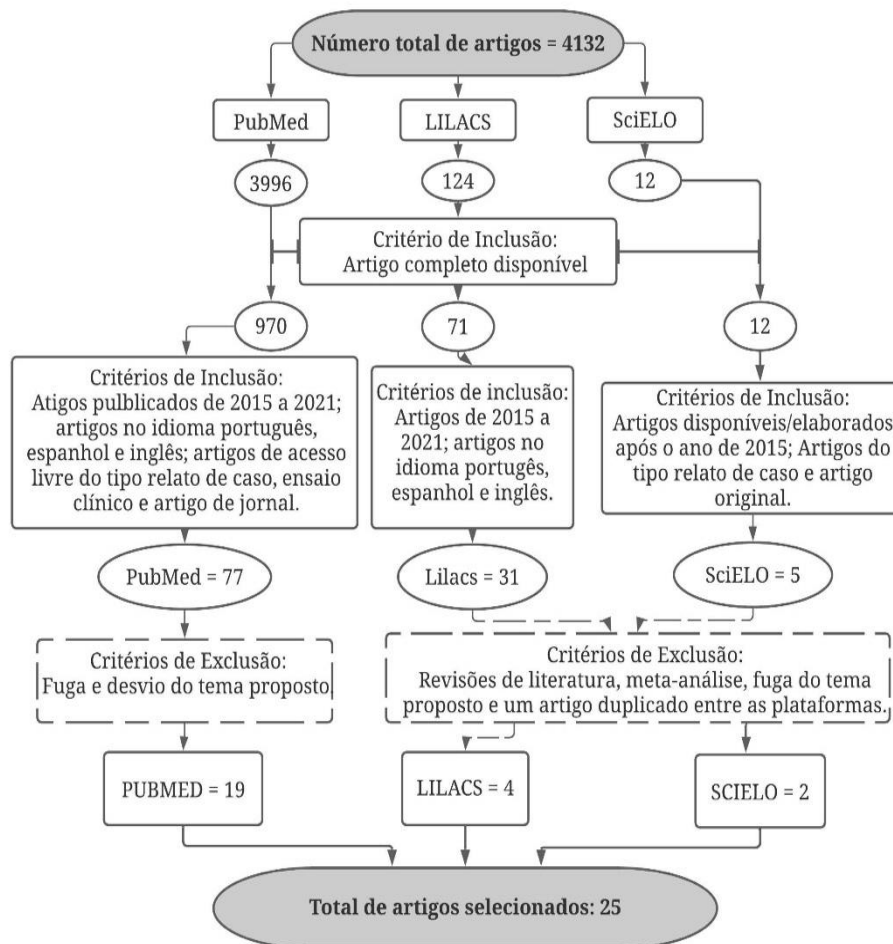 Número total de artigos = 4132
PubMed
LILACS
SciELO
3996
124
12
Critério de Inclusão:
Artigo completo disponível
970
71
12
Critérios de Inclusão:
Atigos pulblicados de 2015 a 2021;
artigos no idioma português,
espanhol e inglês; artigos de acesso
livre do tipo relato de caso, ensaio
clínico e artigo de jornal.
Critérios de inclusão:
Artigos de 2015 a
2021; artigos no
idioma portugês,
espanhol e inglês.
Critérios de Inclusão:
Artigos disponíveis/elaborados
após o ano de 2015; Artigos do
tipo relato de caso e artigo
original.
PubMed = 77
Lilacs = 31
SciELO = 5
Critérios de Exclusão:
Fuga e desvio do tema proposto.
Critérios de Exclusão:
Revisões de literatura, meta-análise, fuga do tema
proposto e um artigo duplicado entre as plataformas.
PUBMED = 19
LILACS = 4
SCIELO = 2
Total de artigos selecionados: 25